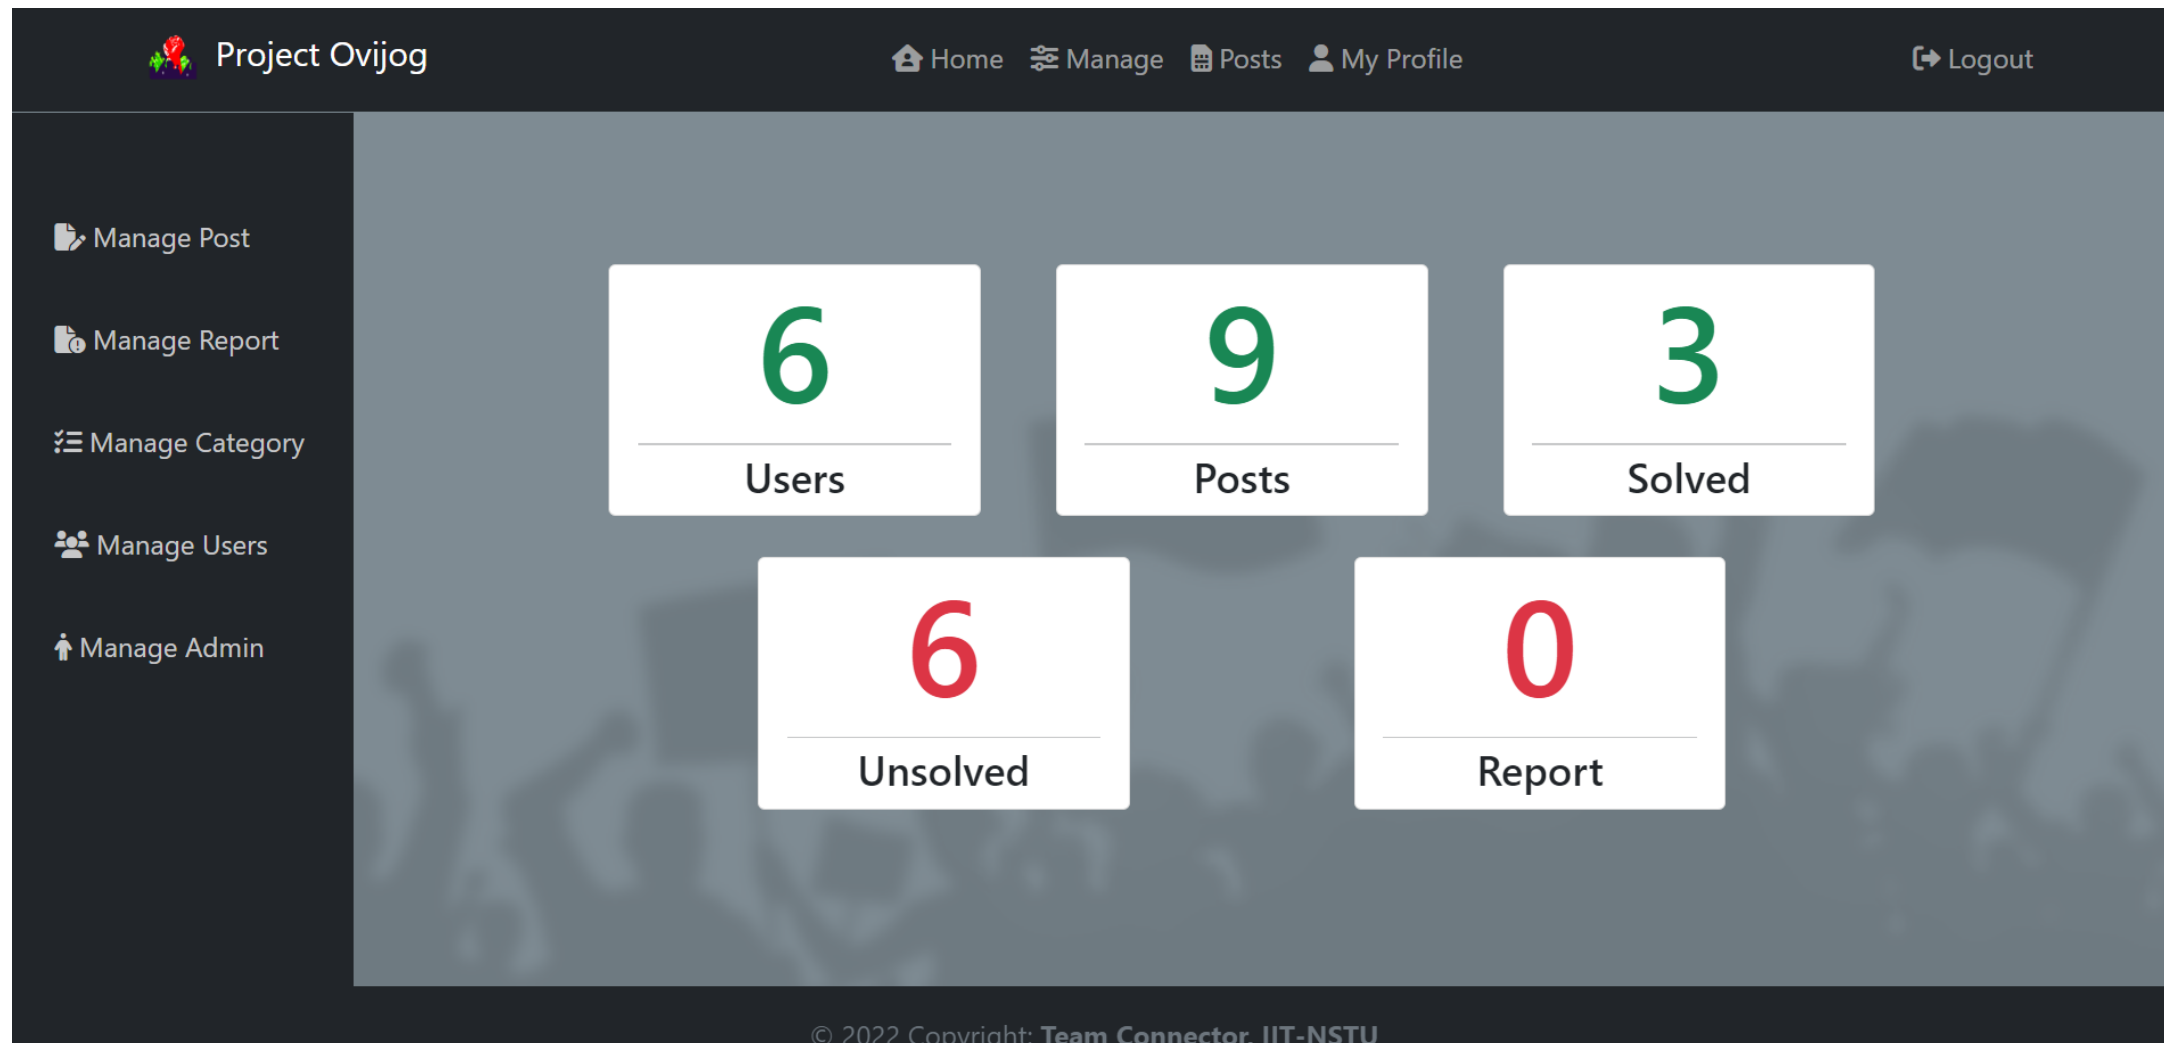 Project Ovijog
Home Manage Posts My Profile
Logout
Manage Post
Manage Report
Manage Category
Manage Users
Manage Admin
6
Users
9
Posts
3
Solved
6
Unsolved
0
Report
© 2022 Copyright: Team Connector, IIT-NSTU